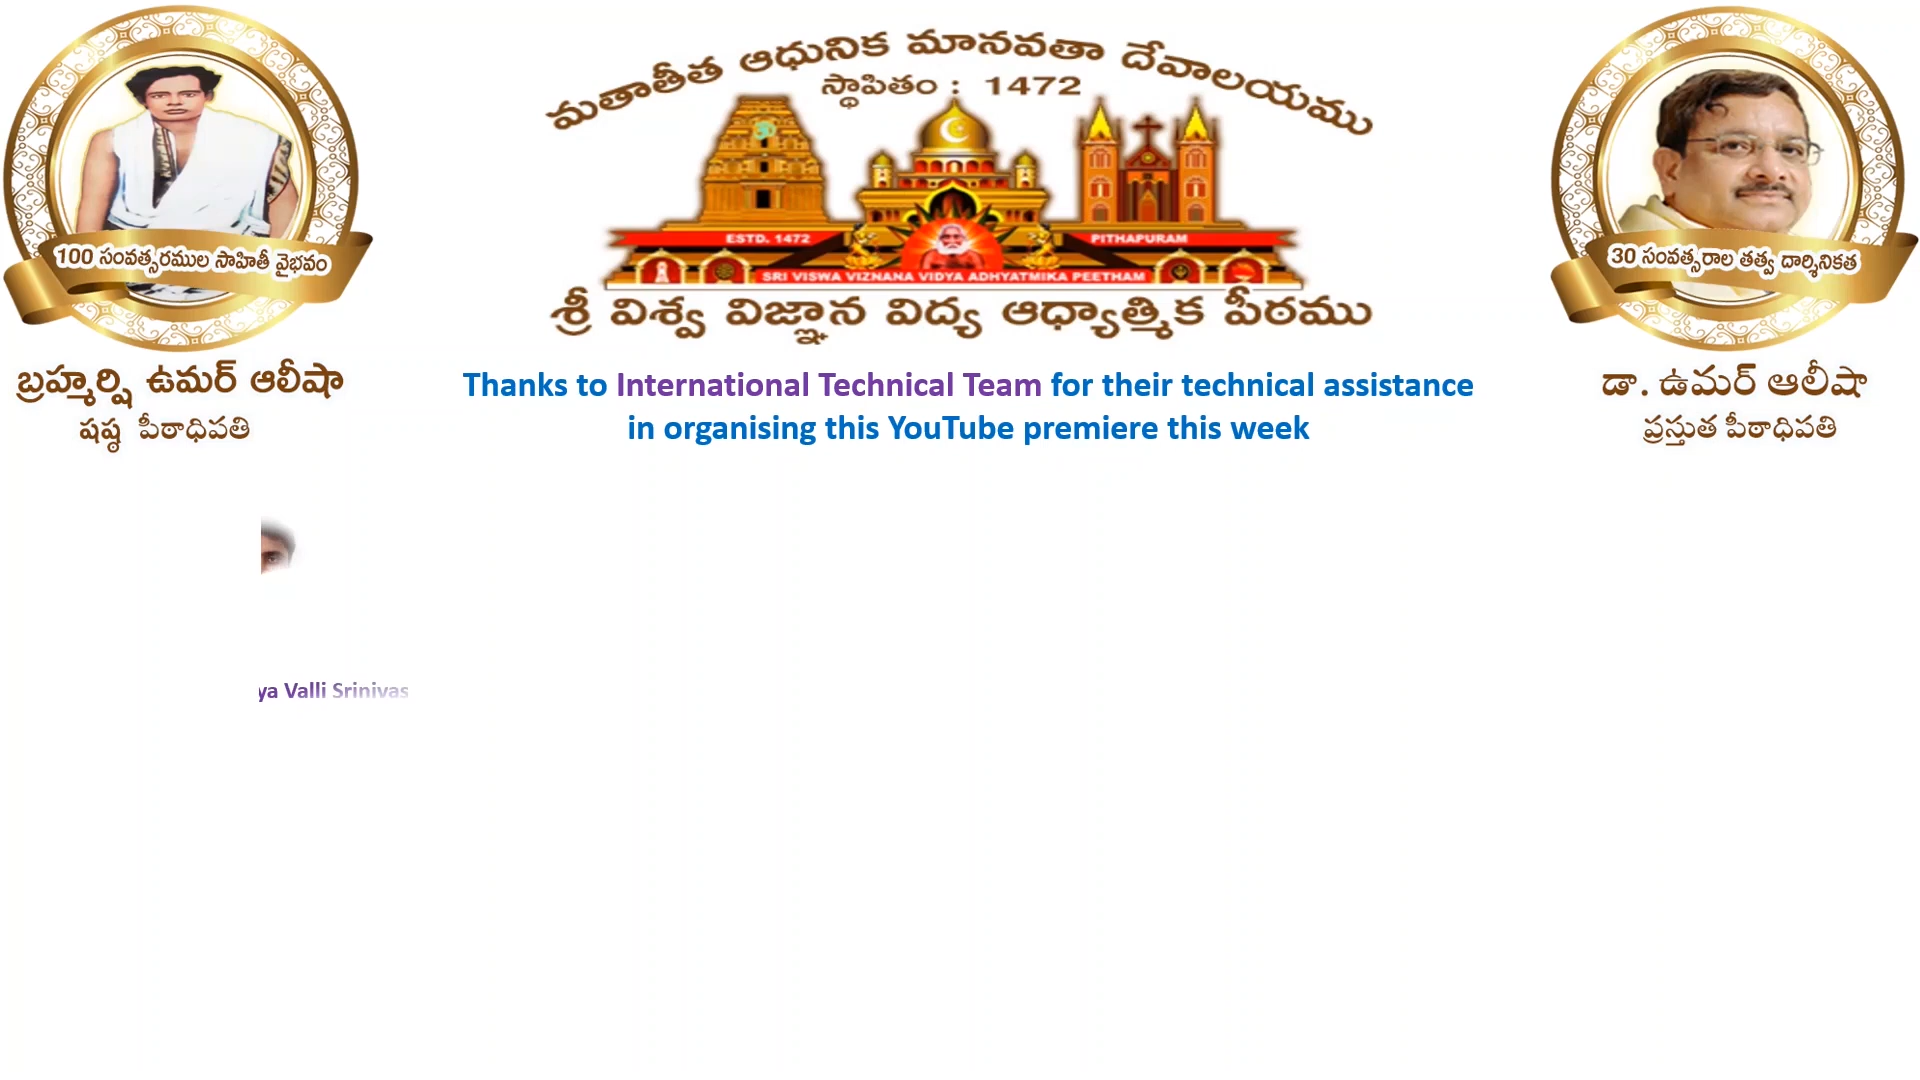 మతాతీత ఆధునిక మానవతా దేవాలయము
స్థాపితం : 1472
ESTD. 1472
PITHAPURAM
SRI VISWA VIZNANA VIDYA ADHYATMIKA PEETHAM
శ్రీ విశ్వ విజ్ఞాన విద్య ఆధ్యాత్మిక పీఠము
100 సంవత్సరముల సాహితీ వైభవం
బ్రహ్మర్షి ఉమర్ ఆలీషా
షష్ఠ పీఠాధిపతి
30 సంవత్సరాల తత్వ దార్శనికత
డా. ఉమర్ ఆలీషా
ప్రస్తుత పీఠాధిపతి
Thanks to International Technical Team for their technical assistance
in organising this YouTube premiere this week
ya Valli Srinivas